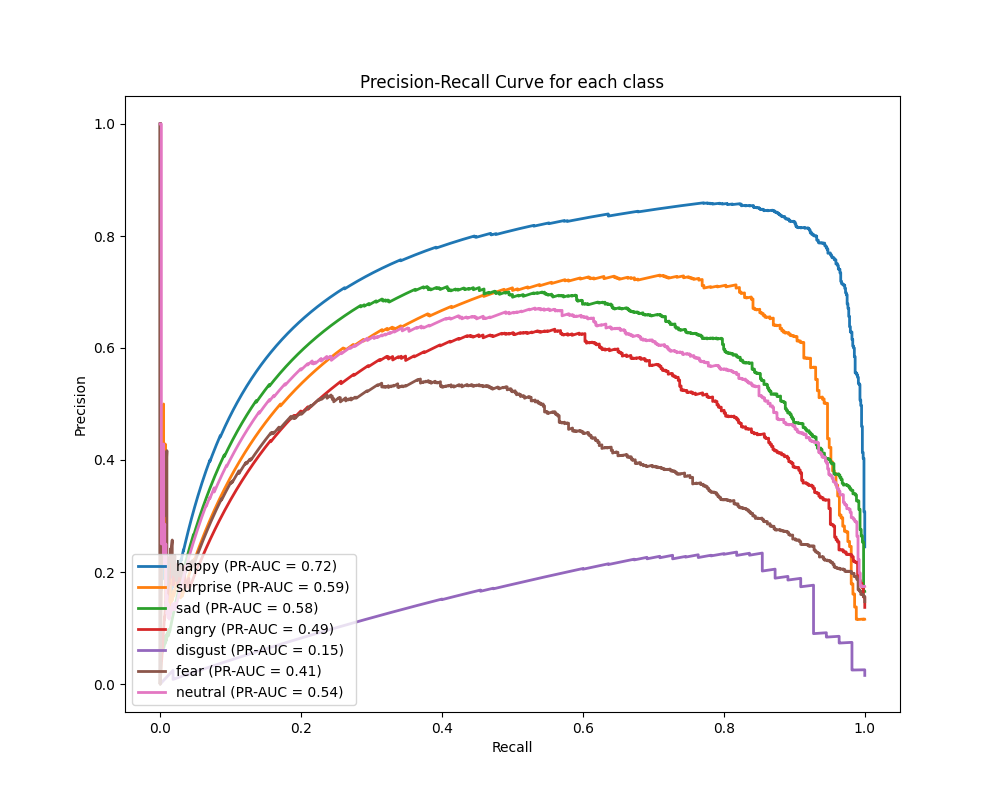 Precision-Recall Curve for each class
Precision
1.0
0.8
0.6
0.4
0.2
0.0
happy (PR-AUC = 0.72)
surprise (PR-AUC = 0.59)
sad (PR-AUC = 0.58)
angry (PR-AUC = 0.49)
disgust (PR-AUC = 0.15)
fear (PR-AUC = 0.41)
neutral (PR-AUC = 0.54)
0.0 0.2 0.4 0.6 0.8 1.0
Recall